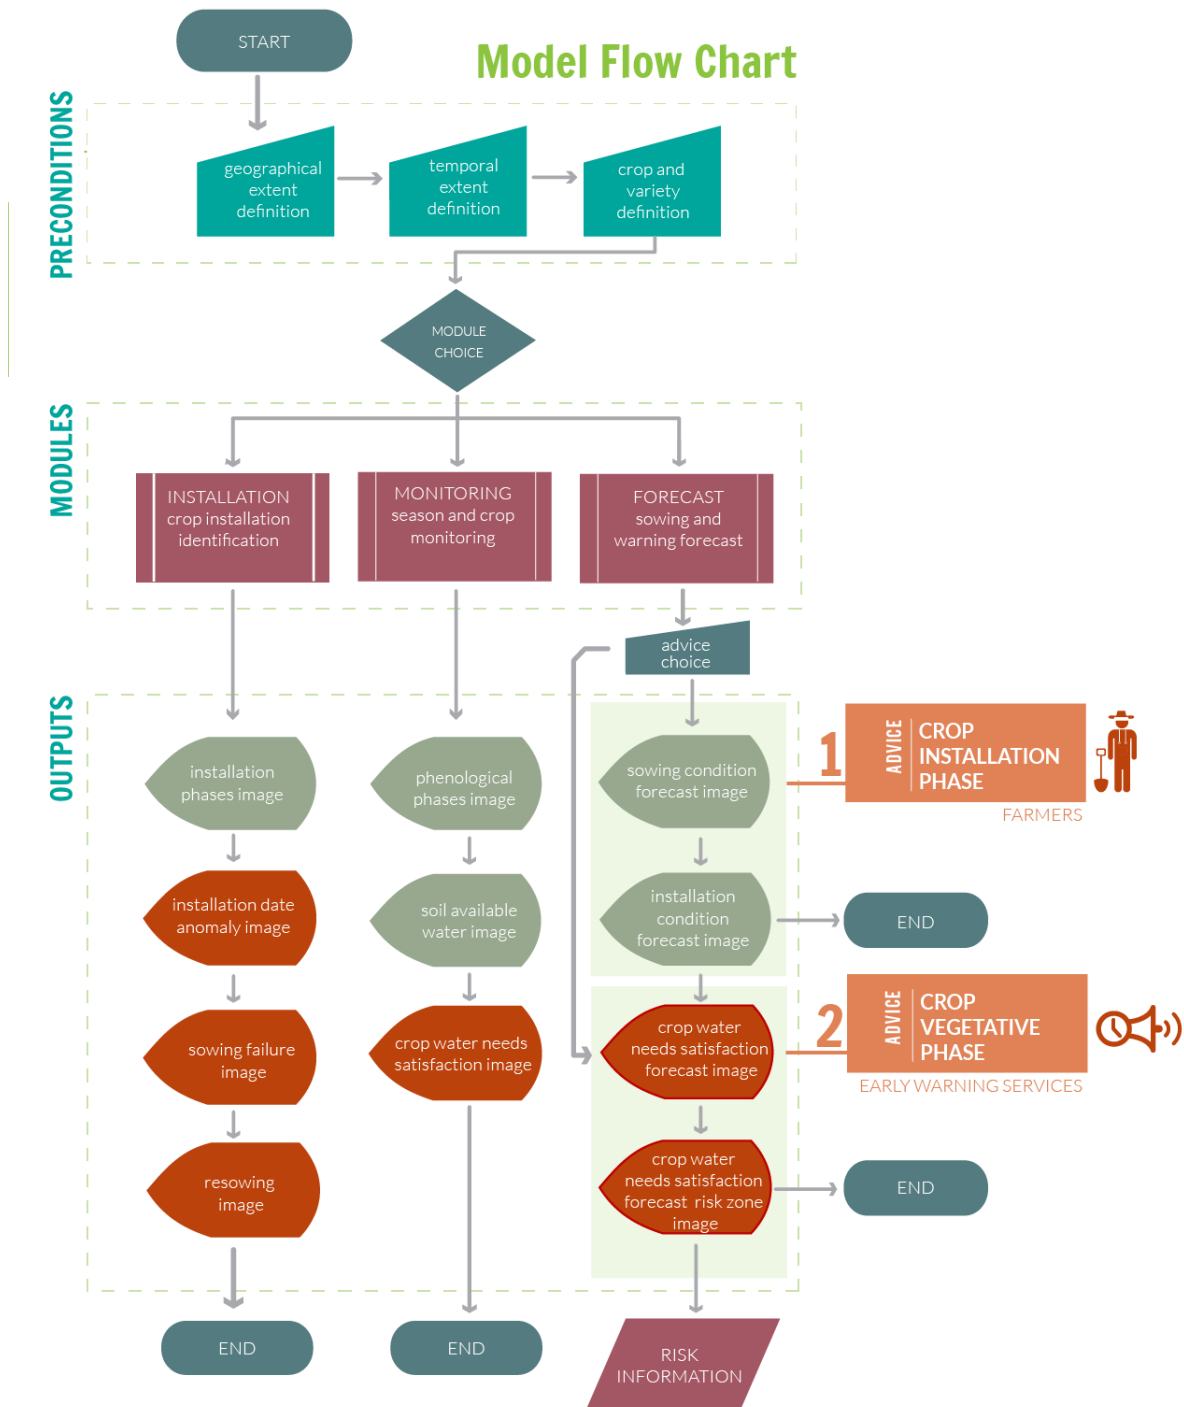 START
Model Flow Chart
PRECONDITIONS
geographical
extent
definition
temporal
extent
definition
crop and
variety
definition
MODULE
CHOICE
MODULES
INSTALLATION
crop installation
identification
MONITORING
season and crop
monitoring
FORECAST
sowing and
warning forecast
advice
choice
OUTPUTS
installation
phases image
installation date
anomaly image
sowing failure
image
resowing
image
END
phenological
phases image
soil available
water image
crop water needs
satisfaction image
END
sowing condition
forecast image
installation
condition
forecast image
crop water
needs satisfaction
forecast image
crop water
needs satisfaction
forecast risk zone
image
RISK
INFORMATION
1
ADVICE
CROP
INSTALLATION
PHASE
FARMERS
END
2
ADVICE
CROP
VEGETATIVE
PHASE
EARLY WARNING SERVICES
END